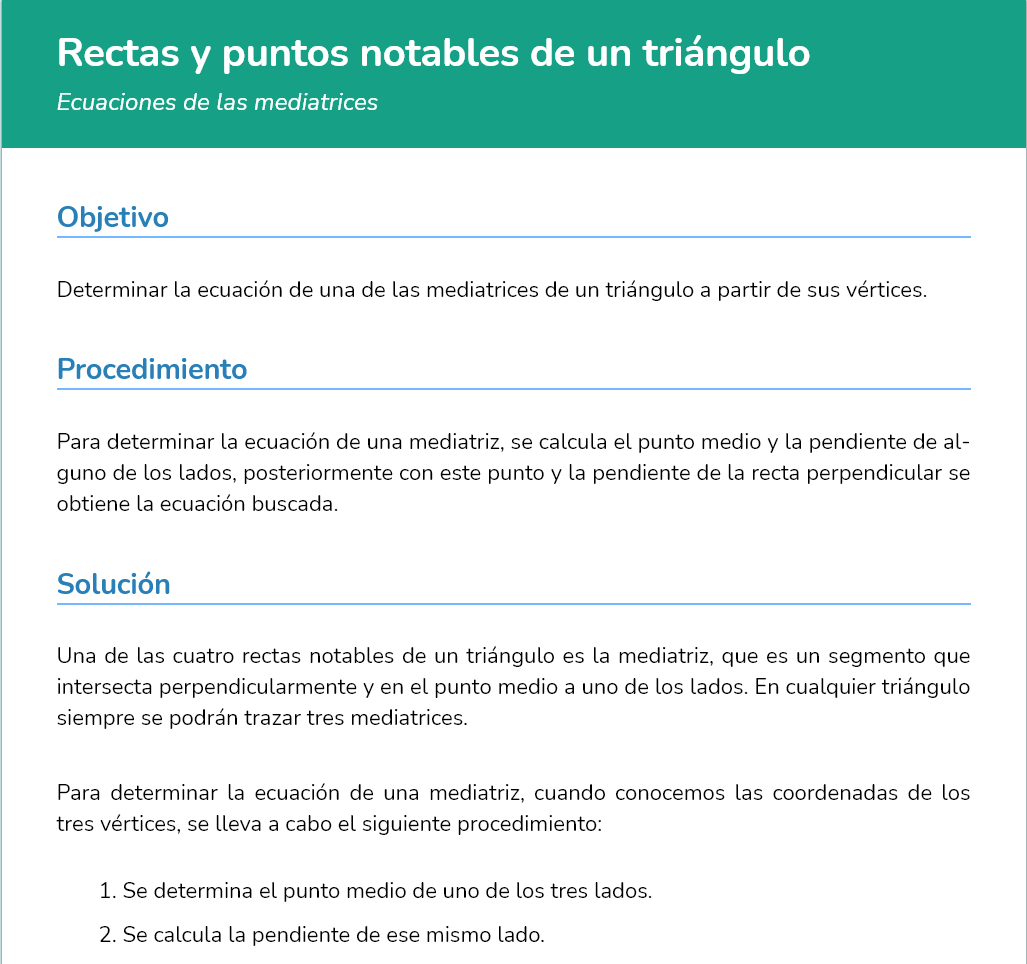 Rectas y puntos notables de un triángulo
Ecuaciones de las mediatrices
Objetivo
Determinar la ecuación de una de las mediatrices de un triángulo a partir de sus vértices.
Procedimiento
Para determinar la ecuación de una mediatriz, se calcula el punto medio y la pendiente de al-
guno de los lados, posteriormente con este punto y la pendiente de la recta perpendicular se
obtiene la ecuación buscada.
Solución
Una de las cuatro rectas notables de un triángulo es la mediatriz, que es un segmento que
intersecta perpendicularmente y en el punto medio a uno de los lados. En cualquier triángulo
siempre se podrán trazar tres mediatrices.
Para determinar la ecuación de una mediatriz, cuando conocemos las coordenadas de los
tres vértices, se lleva a cabo el siguiente procedimiento:
1. Se determina el punto medio de uno de los tres lados.
2. Se calcula la pendiente de ese mismo lado.